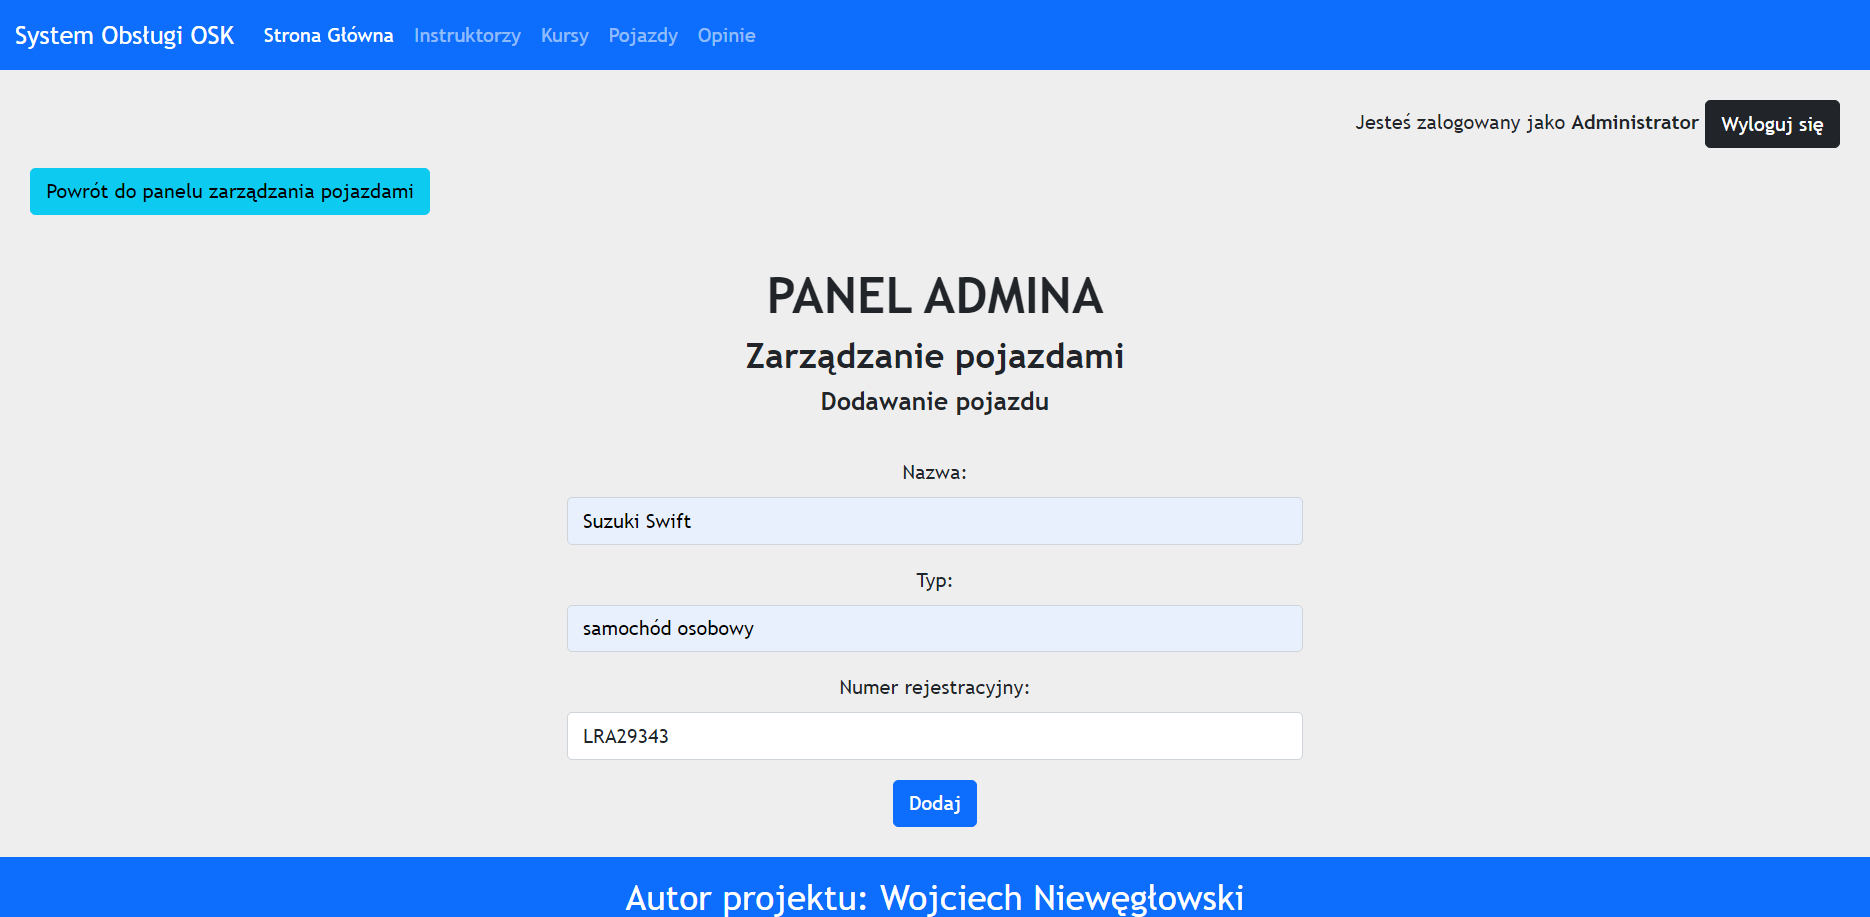 System Obsługi OSK Strona Główna Instruktorzy Kursy Pojazdy Opinie
Jesteś zalogowany jako Administrator Wyloguj się
Powrót do panelu zarządzania pojazdami
PANEL ADMINA
Zarządzanie pojazdami
Dodawanie pojazdu
Nazwa:
Suzuki Swift
Typ:
samochód osobowy
Numer rejestracyjny:
LRA29343
Dodaj
Autor projektu: Wojciech Niewęgłowski